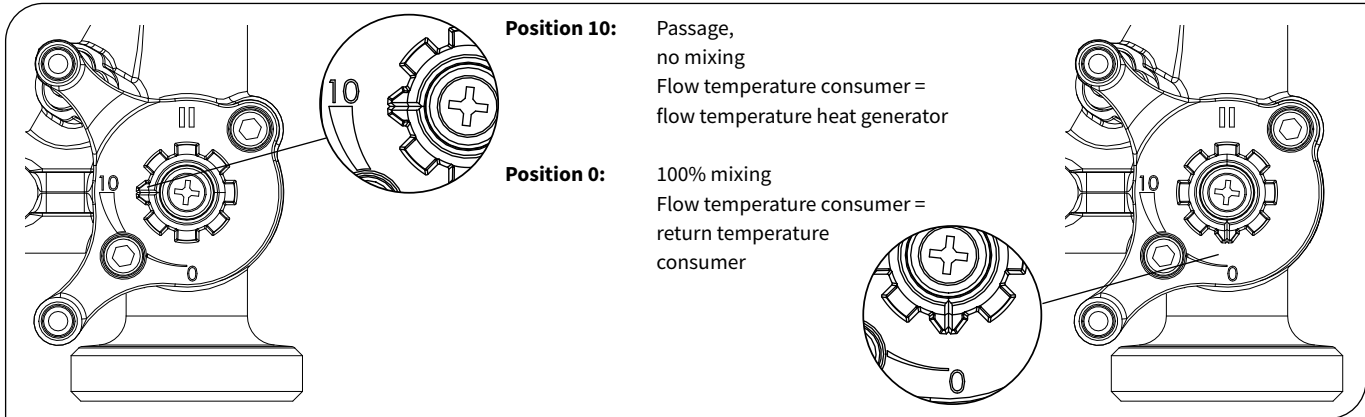 10
0
10
Position 10: Passage,
no mixing
Flow temperature consumer =
flow temperature heat generator
Position 0: 100% mixing
Flow temperature consumer =
return temperature
consumer
0
10
0